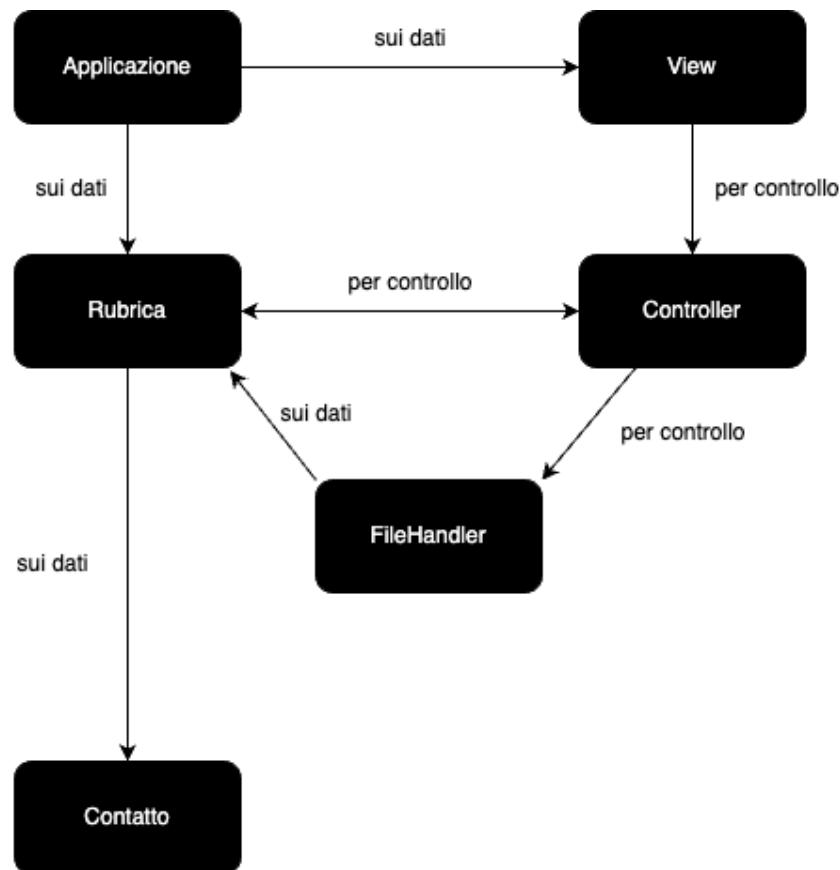 sui dati
Applicazione
View
sui dati
per controllo
per controllo
Rubrica
Controller
sui dati
per controllo
FileHandler
sui dati
Contatto